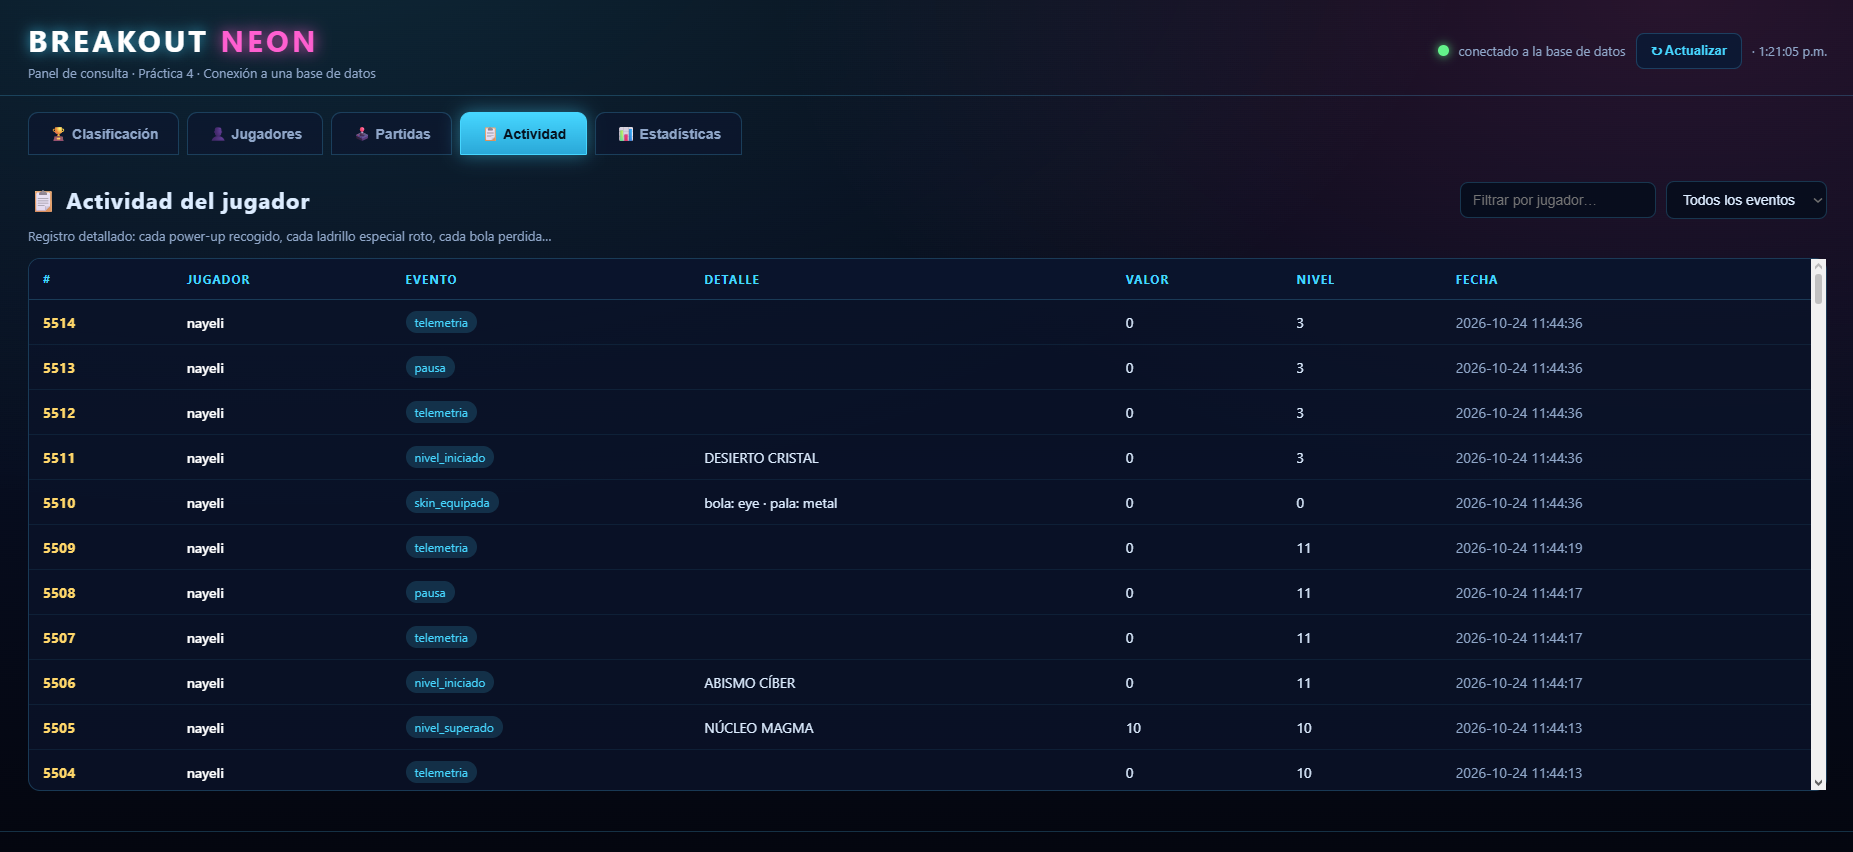 BREAKOUT NEON
Panel de consulta · Práctica 4 · Conexión a una base de datos
conectado a la base de datos
↻ Actualizar
· 1:21:05 p.m.
Clasificación
Jugadores
Partidas
Actividad
Estadísticas
Actividad del jugador
Filtrar por jugador...
Todos los eventos
Registro detallado: cada power-up recogido, cada ladrillo especial roto, cada bola perdida...
# JUGADOR EVENTO DETALLE VALOR NIVEL FECHA
5514 nayeli telemetria 0 3 2026-10-24 11:44:36
5513 nayeli pausa 0 3 2026-10-24 11:44:36
5512 nayeli telemetria 0 3 2026-10-24 11:44:36
5511 nayeli nivel_iniciado DESIERTO CRISTAL 0 3 2026-10-24 11:44:36
5510 nayeli skin_equipada bola: eye · pala: metal 0 0 2026-10-24 11:44:36
5509 nayeli telemetria 0 11 2026-10-24 11:44:19
5508 nayeli pausa 0 11 2026-10-24 11:44:17
5507 nayeli telemetria 0 11 2026-10-24 11:44:17
5506 nayeli nivel_iniciado ABISMO CÍBER 0 11 2026-10-24 11:44:17
5505 nayeli nivel_superado NÚCLEO MAGMA 10 10 2026-10-24 11:44:13
5504 nayeli telemetria 0 10 2026-10-24 11:44:13